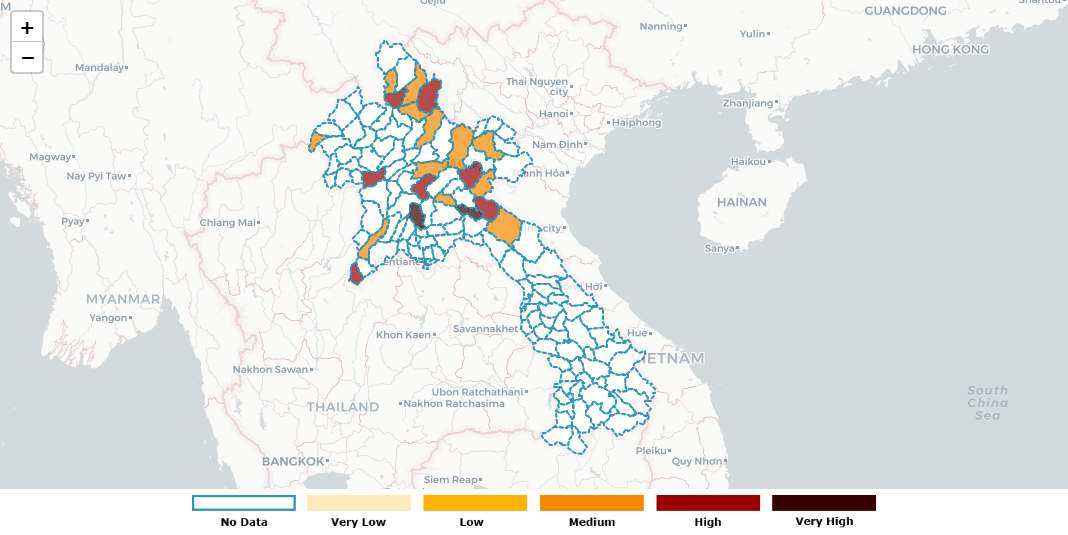 Gejiu
GUANGDONG
Shantou
M
Nanning
Yulin
HONG KONG
Mandalay
Thai Nguyen
city
Zhanjiang
Hanoi
Haiphong
Nam Dinh
Magway
Haikou
Nay Pyi Taw
Thanh Hóa
HAINAN
Pyay
Chiang Mai
city
Sanya
Vientiane
Hới
MYANMAR
Yangon
Savannakhet
Khon Kaen
Hue
VIETNAM
Nakhon Sawan
Ubon Ratchathani
South
China
Sea
THAILAND
Nakhon Ratchasima
Pleiku
BANGKOK
Quy Nhơn
Siem Reap
+
−
No Data
Very Low
Low
Medium
High
Very High